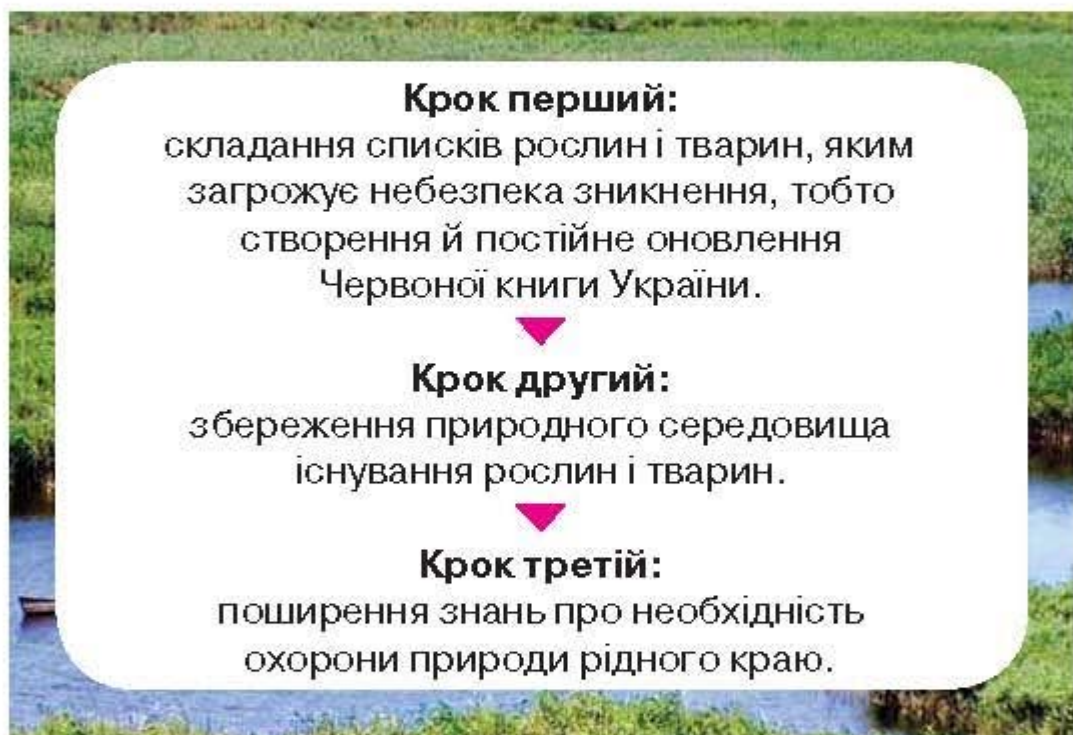 Крок перший:
складання списків рослин і тварин, яким
загрожує небезпека зникнення, тобто
створення й постійне оновлення
Червоної книги України.
Крок другий:
збереження природного середовища
існування рослин і тварин.
Крок третій:
поширення знань про необхідність
охорони природи рідного краю.